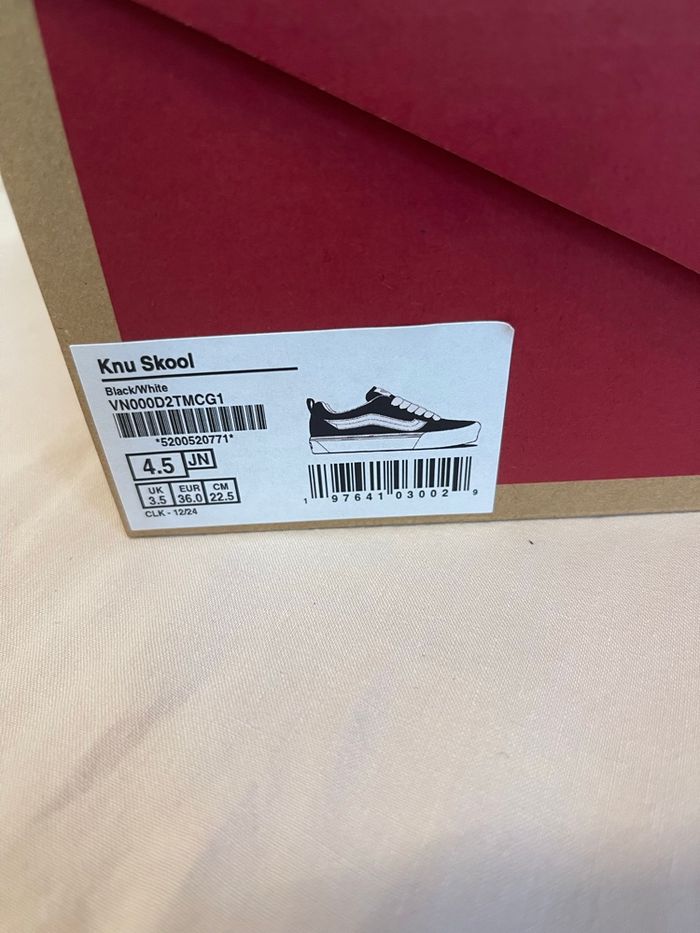 Knu Skool
Black/White
VN000D2TMCG1
*5200520771*
4.5 JN
UK EUR CM
3.5 36.0 22.5
CLK - 12/24
1 97641 03002 9